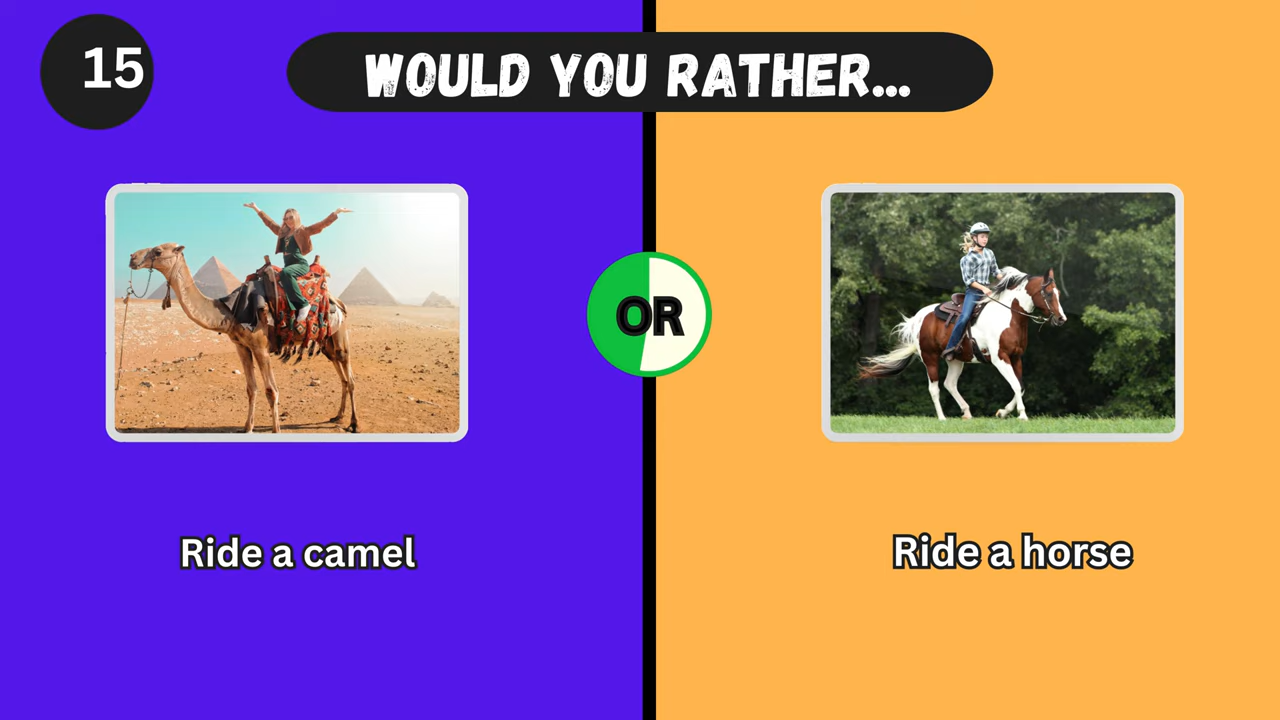 15
WOULD YOU RATHER...
OR
Ride a camel
Ride a horse